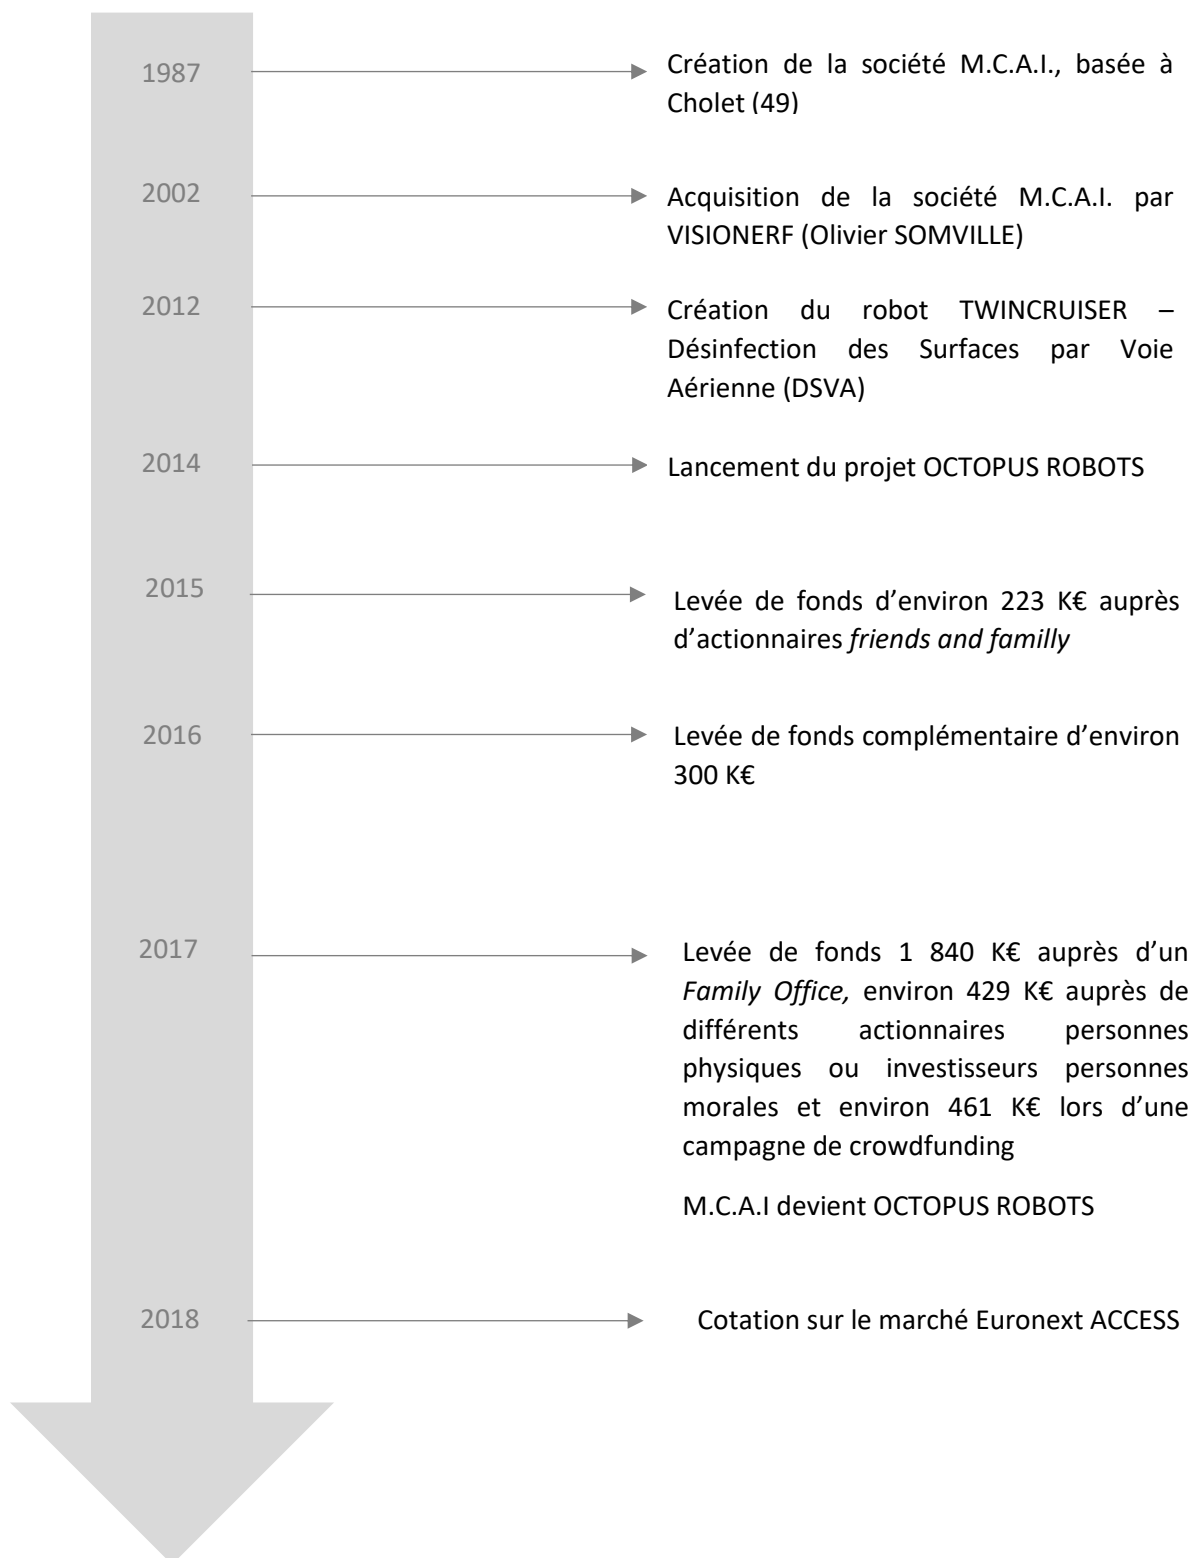 1987
Création de la société M.C.A.I., basée à
Cholet (49)
2002
Acquisition de la société M.C.A.I. par
VISIONERF (Olivier SOMVILLE)
2012
Création du robot TWINCRUISER –
Désinfection des Surfaces par Voie
Aérienne (DSVA)
2014
Lancement du projet OCTOPUS ROBOTS
2015
Levée de fonds d’environ 223 K€ auprès
d’actionnaires friends and familly
2016
Levée de fonds complémentaire d’environ
300 K€
2017
Levée de fonds 1 840 K€ auprès d’un
Family Office, environ 429 K€ auprès de
différents actionnaires personnes
physiques ou investisseurs personnes
morales et environ 461 K€ lors d’une
campagne de crowdfunding
M.C.A.I devient OCTOPUS ROBOTS
2018
Cotation sur le marché Euronext ACCESS